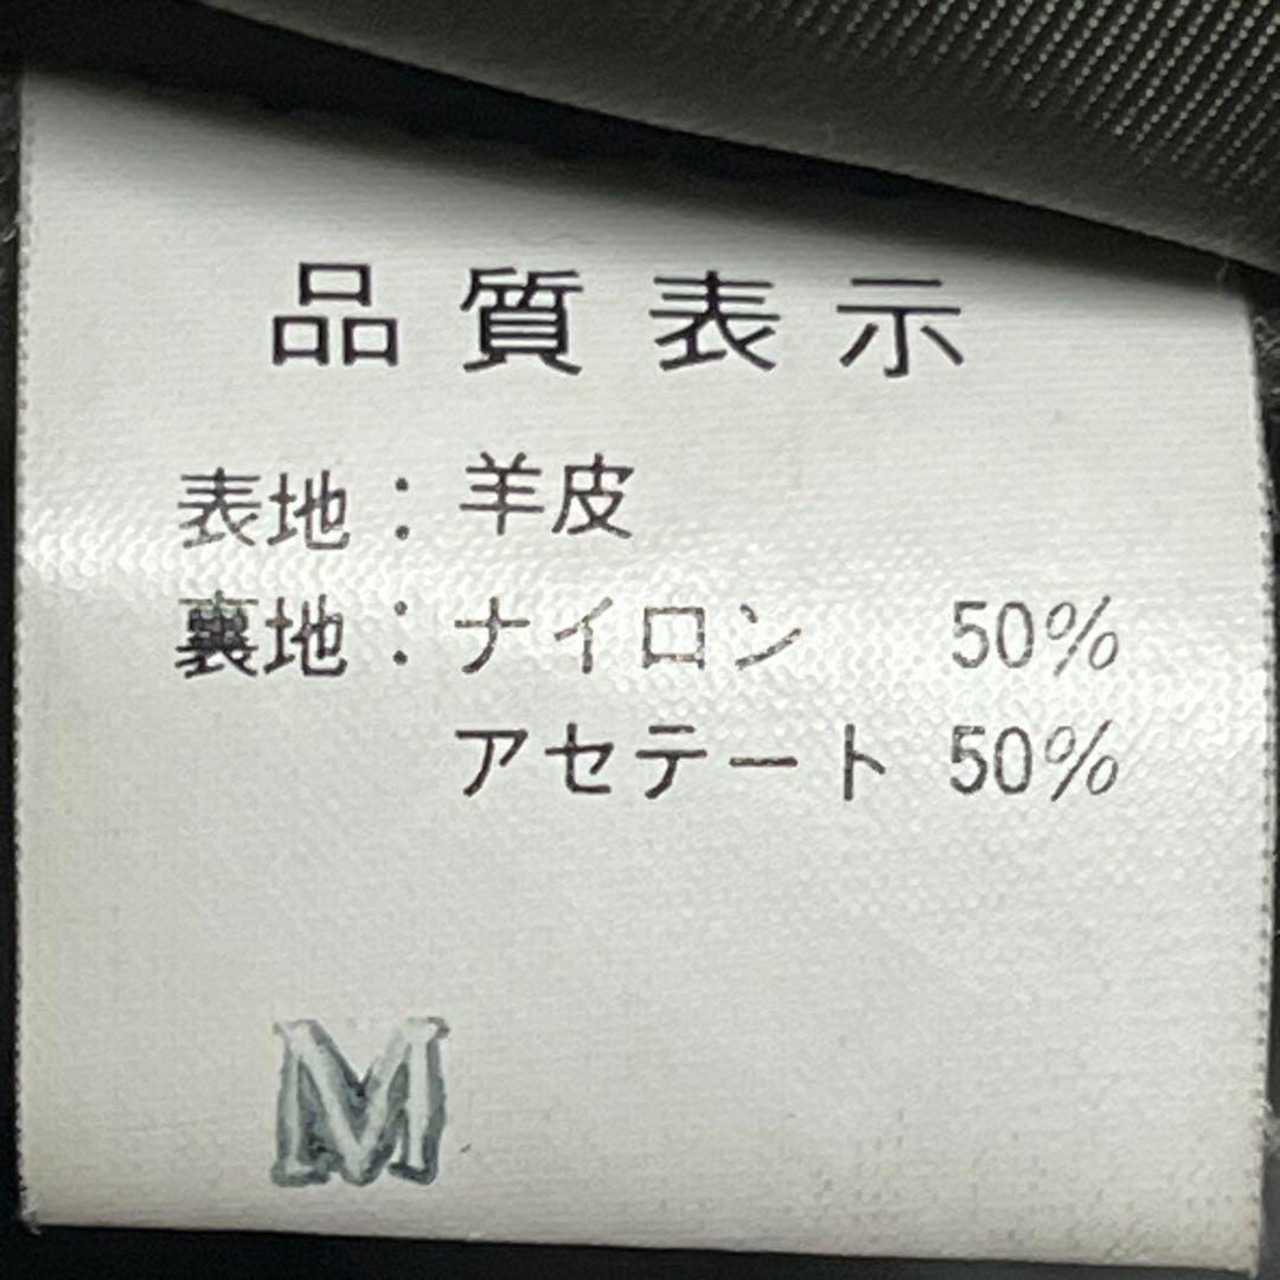 品質表示
表地：羊皮
裏地：ナイロン 50%
アセテート 50%
M